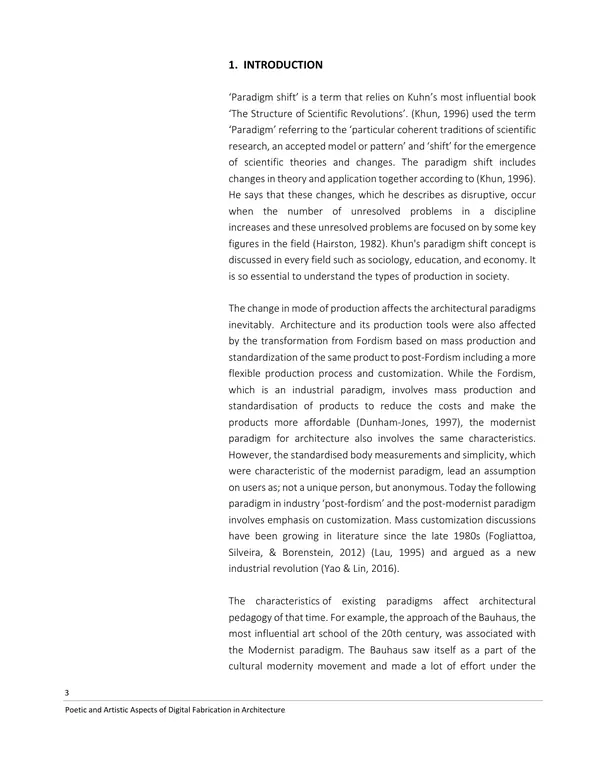 1. INTRODUCTION
‘Paradigm shift’ is a term that relies on Kuhn’s most influential book
‘The Structure of Scientific Revolutions’. (Khun, 1996) used the term
‘Paradigm’ referring to the ‘particular coherent traditions of scientific
research, an accepted model or pattern’ and ‘shift’ for the emergence
of scientific theories and changes. The paradigm shift includes
changes in theory and application together according to (Khun, 1996).
He says that these changes, which he describes as disruptive, occur
when the number of unresolved problems in a discipline
increases and these unresolved problems are focused on by some key
figures in the field (Hairston, 1982). Khun's paradigm shift concept is
discussed in every field such as sociology, education, and economy. It
is so essential to understand the types of production in society.
The change in mode of production affects the architectural paradigms
inevitably. Architecture and its production tools were also affected
by the transformation from Fordism based on mass production and
standardization of the same product to post-Fordism including a more
flexible production process and customization. While the Fordism,
which is an industrial paradigm, involves mass production and
standardisation of products to reduce the costs and make the
products more affordable (Dunham-Jones, 1997), the modernist
paradigm for architecture also involves the same characteristics.
However, the standardised body measurements and simplicity, which
were characteristic of the modernist paradigm, lead an assumption
on users as; not a unique person, but anonymous. Today the following
paradigm in industry ‘post-fordism’ and the post-modernist paradigm
involves emphasis on customization. Mass customization discussions
have been growing in literature since the late 1980s (Fogliattoa,
Silveira, & Borenstein, 2012) (Lau, 1995) and argued as a new
industrial revolution (Yao & Lin, 2016).
The characteristics of existing paradigms affect architectural
pedagogy of that time. For example, the approach of the Bauhaus, the
most influential art school of the 20th century, was associated with
the Modernist paradigm. The Bauhaus saw itself as a part of the
cultural modernity movement and made a lot of effort under the
3
Poetic and Artistic Aspects of Digital Fabrication in Architecture